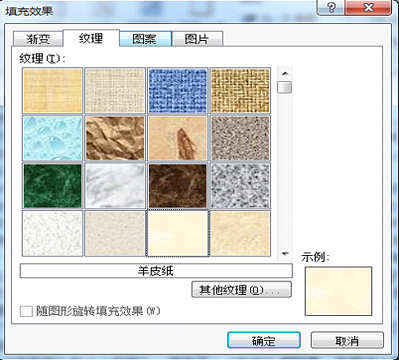 填充效果
渐变 纹理 图案 图片
纹理(T):
羊皮纸
其他纹理(O)...
示例:
随图形旋转填充效果(W)
确定 取消